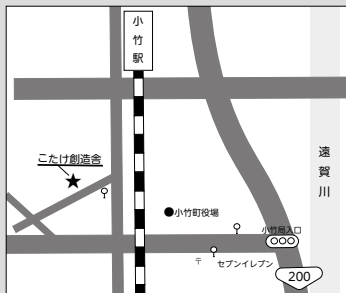 小竹駅
遠賀川
こたけ創造舎
小竹町役場
小竹局入口
〒
セブンイレブン
200